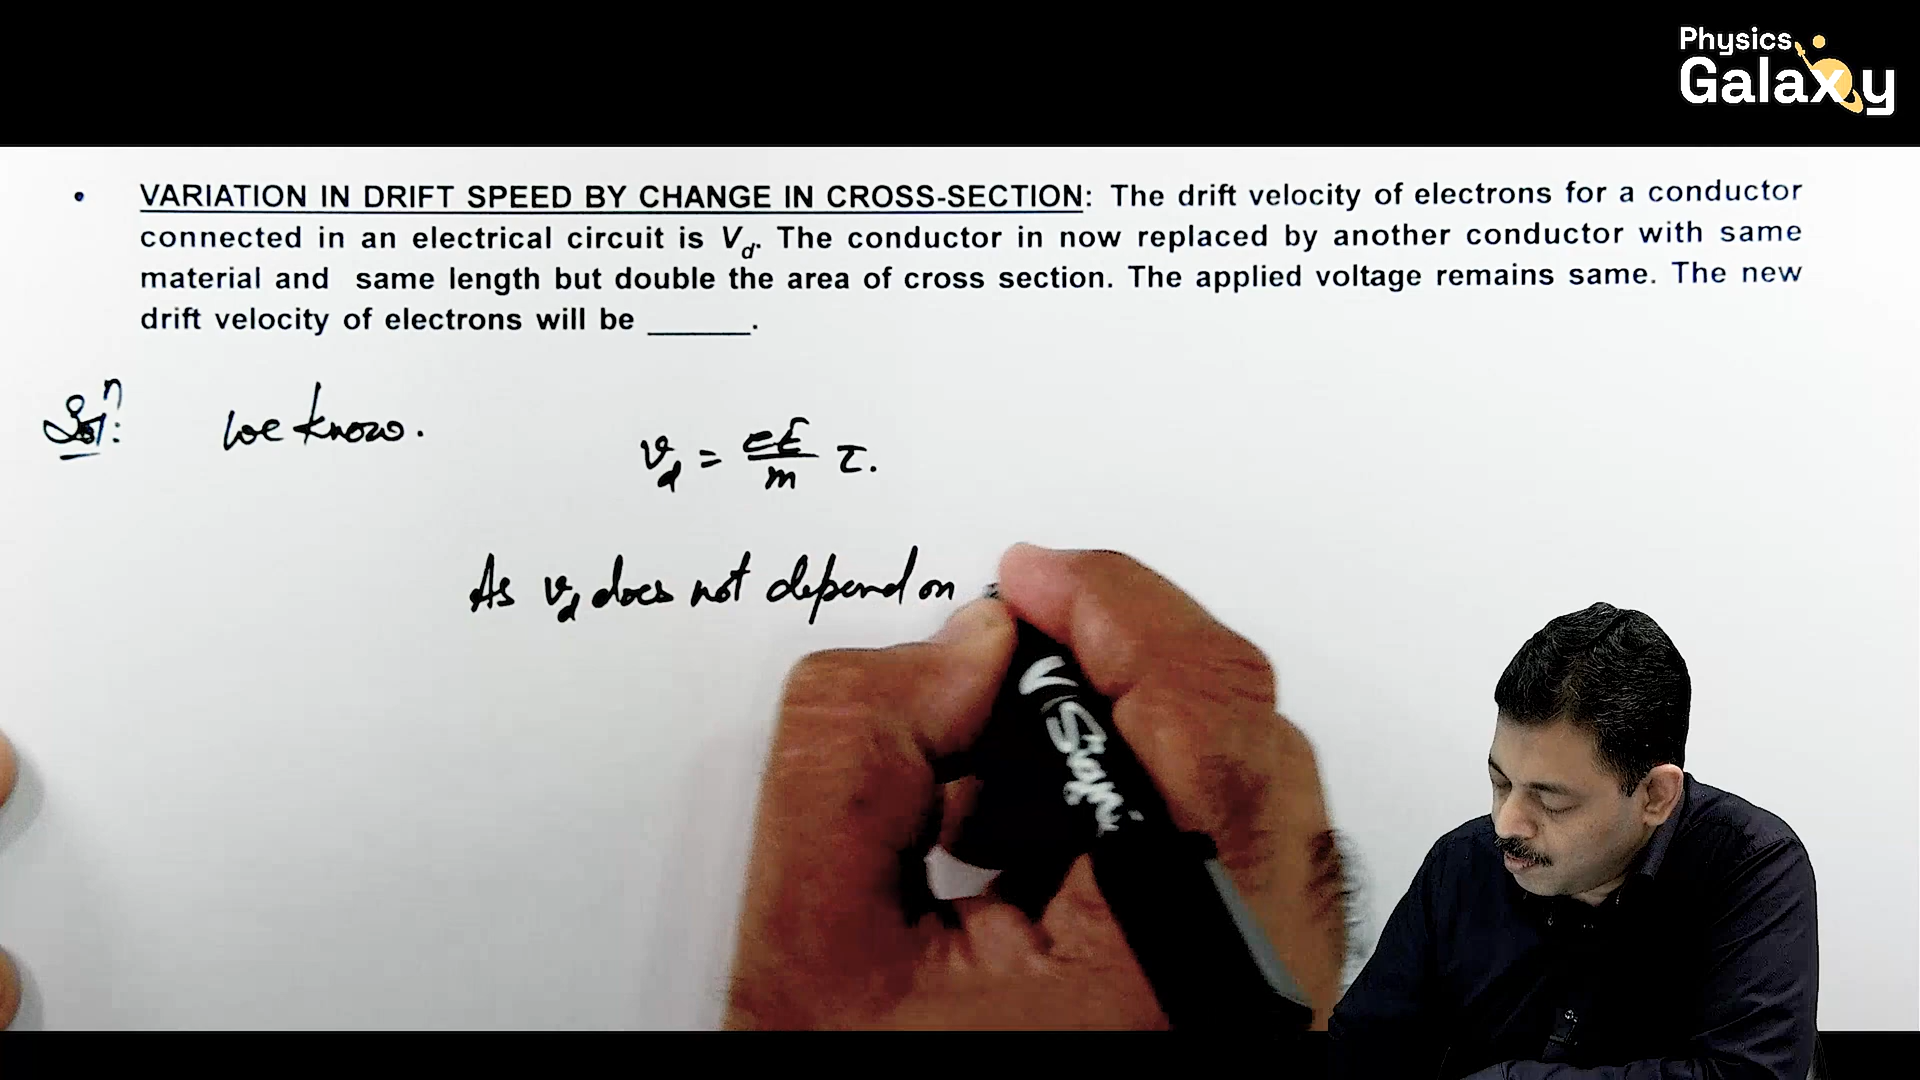 Physics
Galaxy
• VARIATION IN DRIFT SPEED BY CHANGE IN CROSS-SECTION: The drift velocity of electrons for a conductor
connected in an electrical circuit is Vd. The conductor in now replaced by another conductor with same
material and same length but double the area of cross section. The applied voltage remains same. The new
drift velocity of electrons will be ______.
Solⁿ: we know.
vd = eE/m τ.
As vd does not depend on